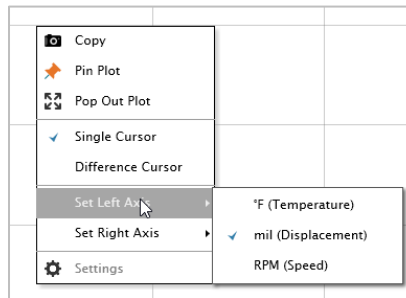 Copy
Pin Plot
Pop Out Plot
Single Cursor
Difference Cursor
Set Left Axis
Set Right Axis
Settings
°F (Temperature)
mil (Displacement)
RPM (Speed)